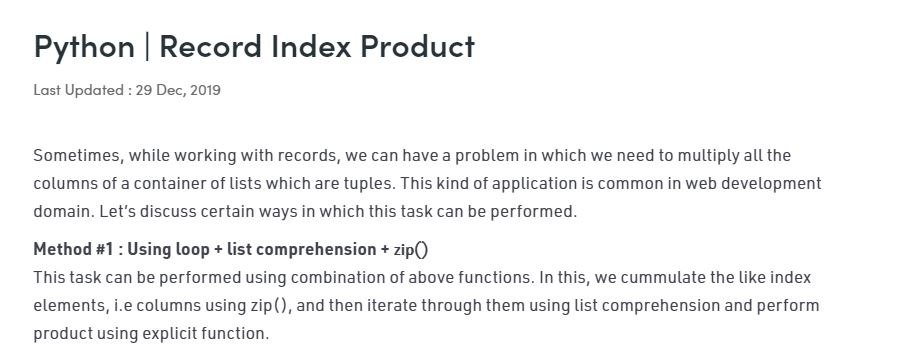 Python | Record Index Product
Last Updated : 29 Dec, 2019
Sometimes, while working with records, we can have a problem in which we need to multiply all the
columns of a container of lists which are tuples. This kind of application is common in web development
domain. Let’s discuss certain ways in which this task can be performed.
Method #1 : Using loop + list comprehension + zip()
This task can be performed using combination of above functions. In this, we cummulate the like index
elements, i.e columns using zip(), and then iterate through them using list comprehension and perform
product using explicit function.